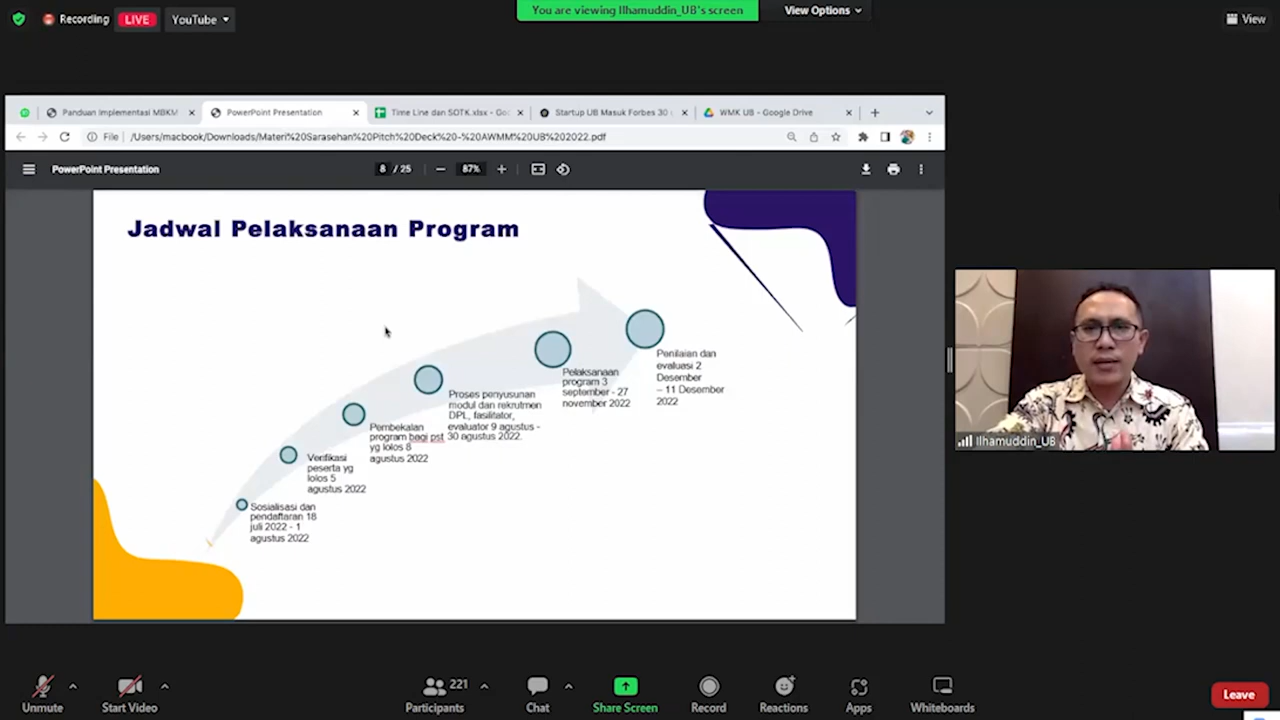 Recording
LIVE
YouTube
You are viewing Ilhamuddin_UB's screen
View Options
View
Panduan Implementasi MBKM
PowerPoint Presentation
Time Line dan SOTK.xlsx - Goo
Startup UB Masuk Forbes 30
WMK UB - Google Drive
File
/Users/macbook/Downloads/Materi%20Sarasehan%20Pitch%20Deck%20-%20AWMM%20UB%202022.pdf
PowerPoint Presentation
8 / 25
87%
Jadwal Pelaksanaan Program
Penilaian dan
evaluasi 2
Desember
– 11 Desember
2022
Pelaksanaan
program 3
september - 27
november 2022
Proses penyusunan
modul dan rekrutmen
DPL, fasilitator,
evaluator 9 agustus -
30 agustus 2022.
Pembekalan
program bagi pst
yg lolos 8
agustus 2022
Verifikasi
peserta yg
lolos 5
agustus 2022
Sosialisasi dan
pendaftaran 18
juli 2022 - 1
agustus 2022
Ilhamuddin_UB
Unmute
Start Video
Participants
221
Chat
Share Screen
Record
Reactions
Apps
Whiteboards
Leave